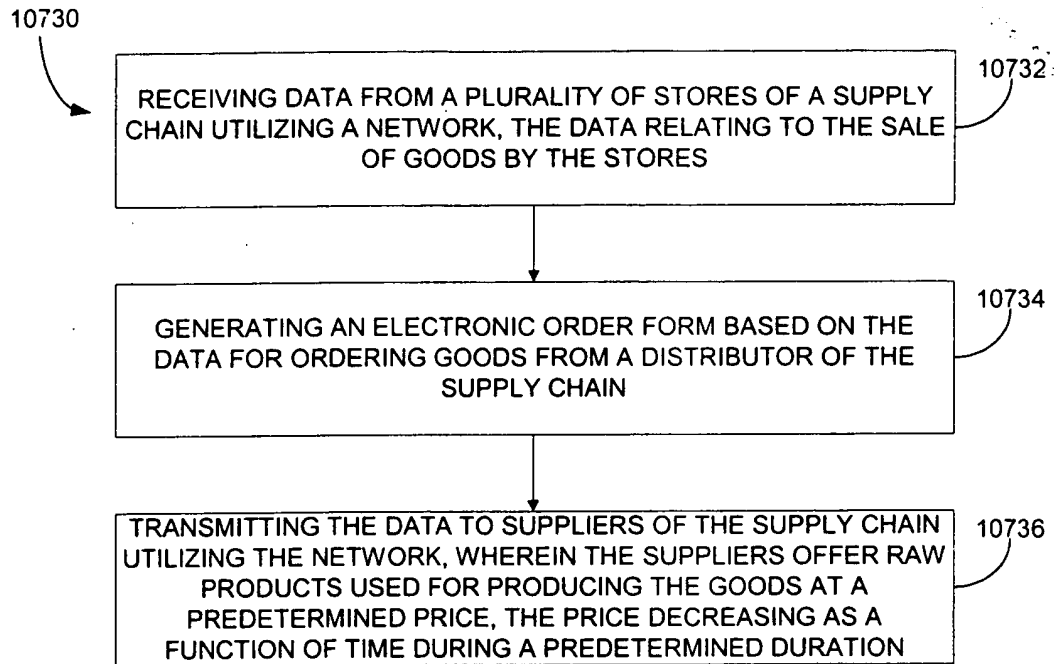 10730
10732
RECEIVING DATA FROM A PLURALITY OF STORES OF A SUPPLY
CHAIN UTILIZING A NETWORK, THE DATA RELATING TO THE SALE
OF GOODS BY THE STORES
10734
GENERATING AN ELECTRONIC ORDER FORM BASED ON THE
DATA FOR ORDERING GOODS FROM A DISTRIBUTOR OF THE
SUPPLY CHAIN
10736
TRANSMITTING THE DATA TO SUPPLIERS OF THE SUPPLY CHAIN
UTILIZING THE NETWORK, WHEREIN THE SUPPLIERS OFFER RAW
PRODUCTS USED FOR PRODUCING THE GOODS AT A
PREDETERMINED PRICE, THE PRICE DECREASING AS A
FUNCTION OF TIME DURING A PREDETERMINED DURATION